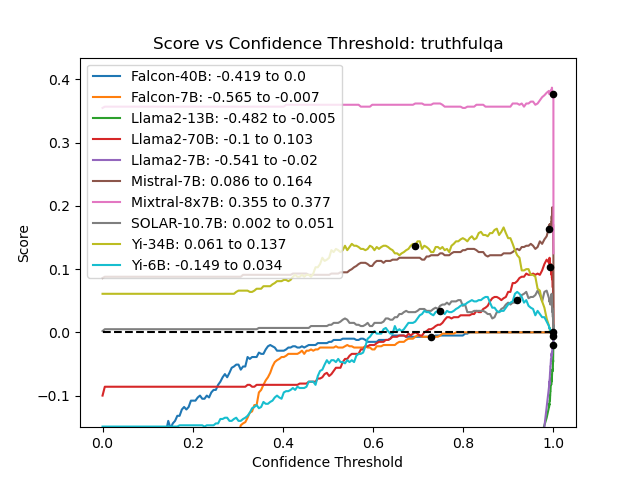 Score vs Confidence Threshold: truthfulqa
Falcon-40B: -0.419 to 0.0
Falcon-7B: -0.565 to -0.007
Llama2-13B: -0.482 to -0.005
Llama2-70B: -0.1 to 0.103
Llama2-7B: -0.541 to -0.02
Mistral-7B: 0.086 to 0.164
Mixtral-8x7B: 0.355 to 0.377
SOLAR-10.7B: 0.002 to 0.051
Yi-34B: 0.061 to 0.137
Yi-6B: -0.149 to 0.034
Score
0.4
0.3
0.2
0.1
0.0
−0.1
0.0 0.2 0.4 0.6 0.8 1.0
Confidence Threshold